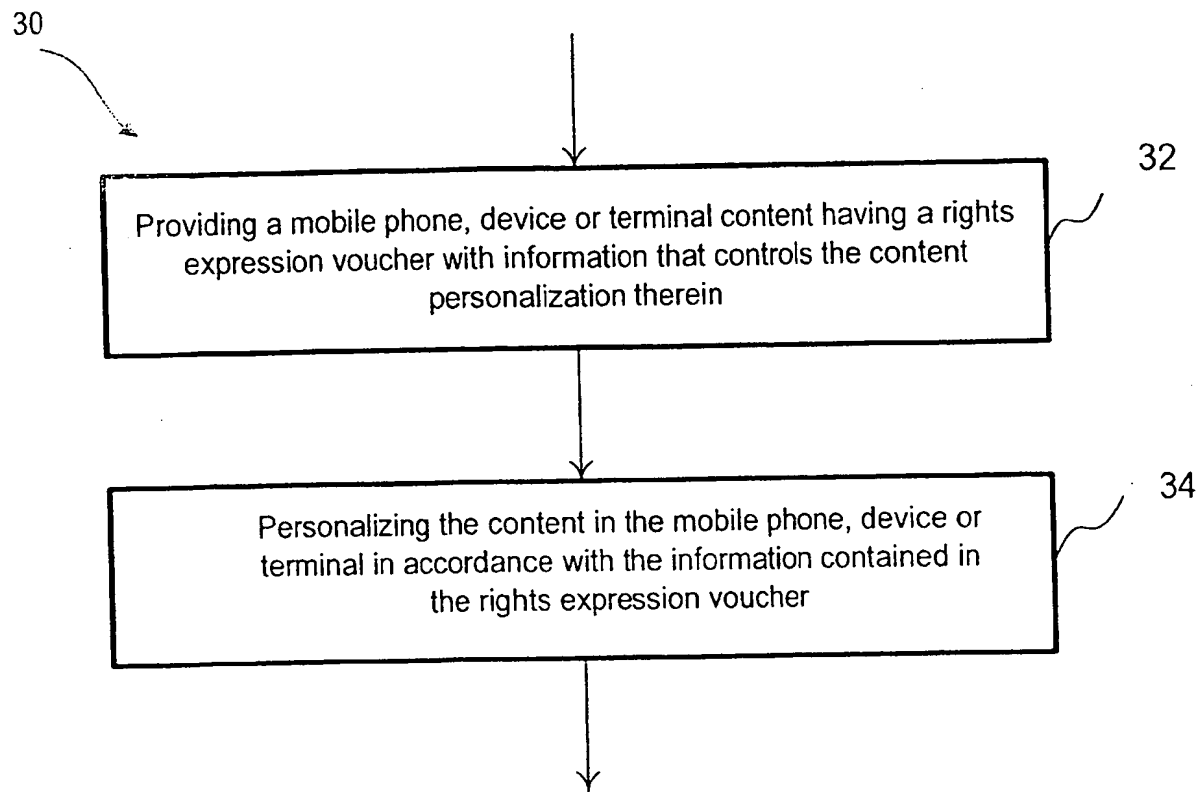 30
32
Providing a mobile phone, device or terminal content having a rights
expression voucher with information that controls the content
personalization therein
34
Personalizing the content in the mobile phone, device or
terminal in accordance with the information contained in
the rights expression voucher